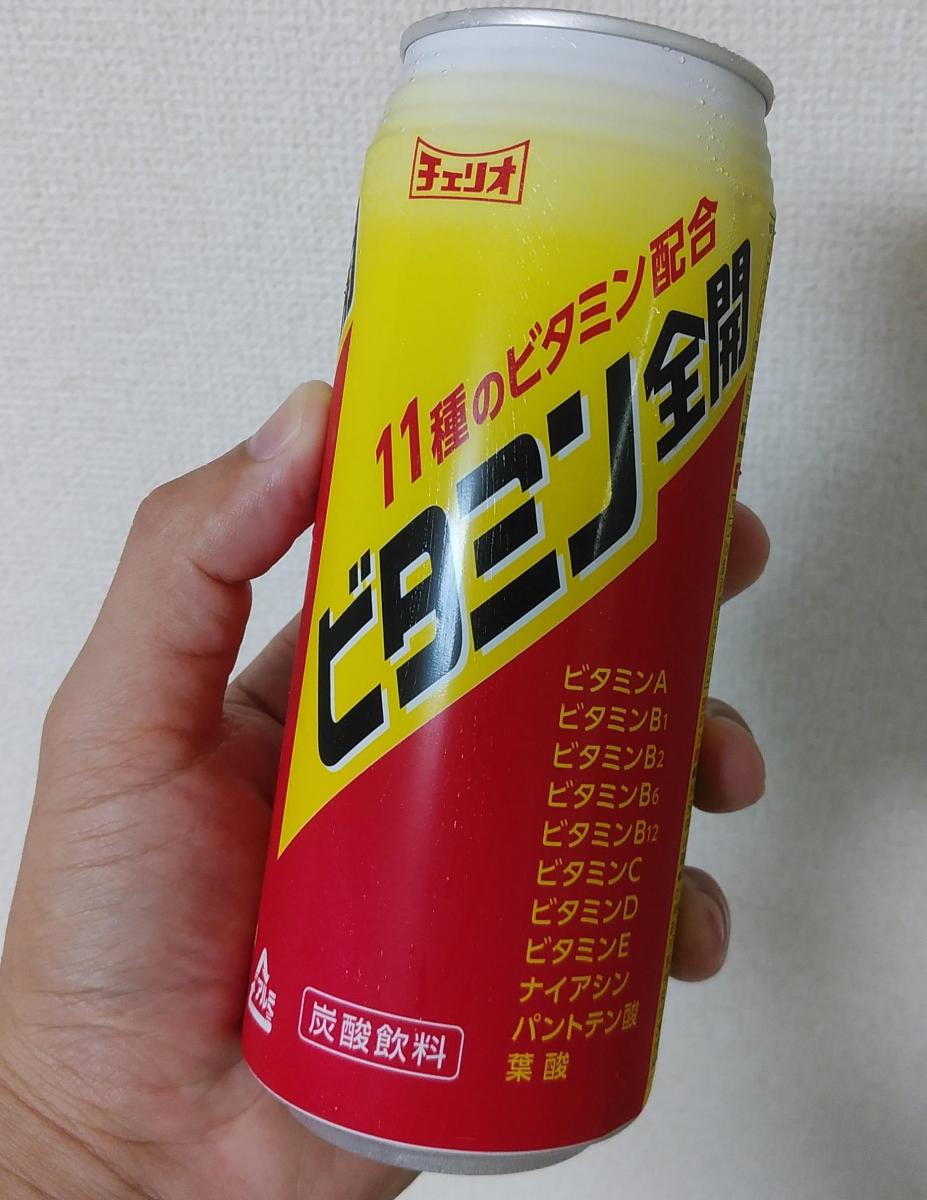 チェリオ
11種のビタミン配合
ビタミン全開
ビタミンA
ビタミンB1
ビタミンB2
ビタミンB6
ビタミンB12
ビタミンC
ビタミンD
ビタミンE
ナイアシン
パントテン酸
葉酸
炭酸飲料
アルミ